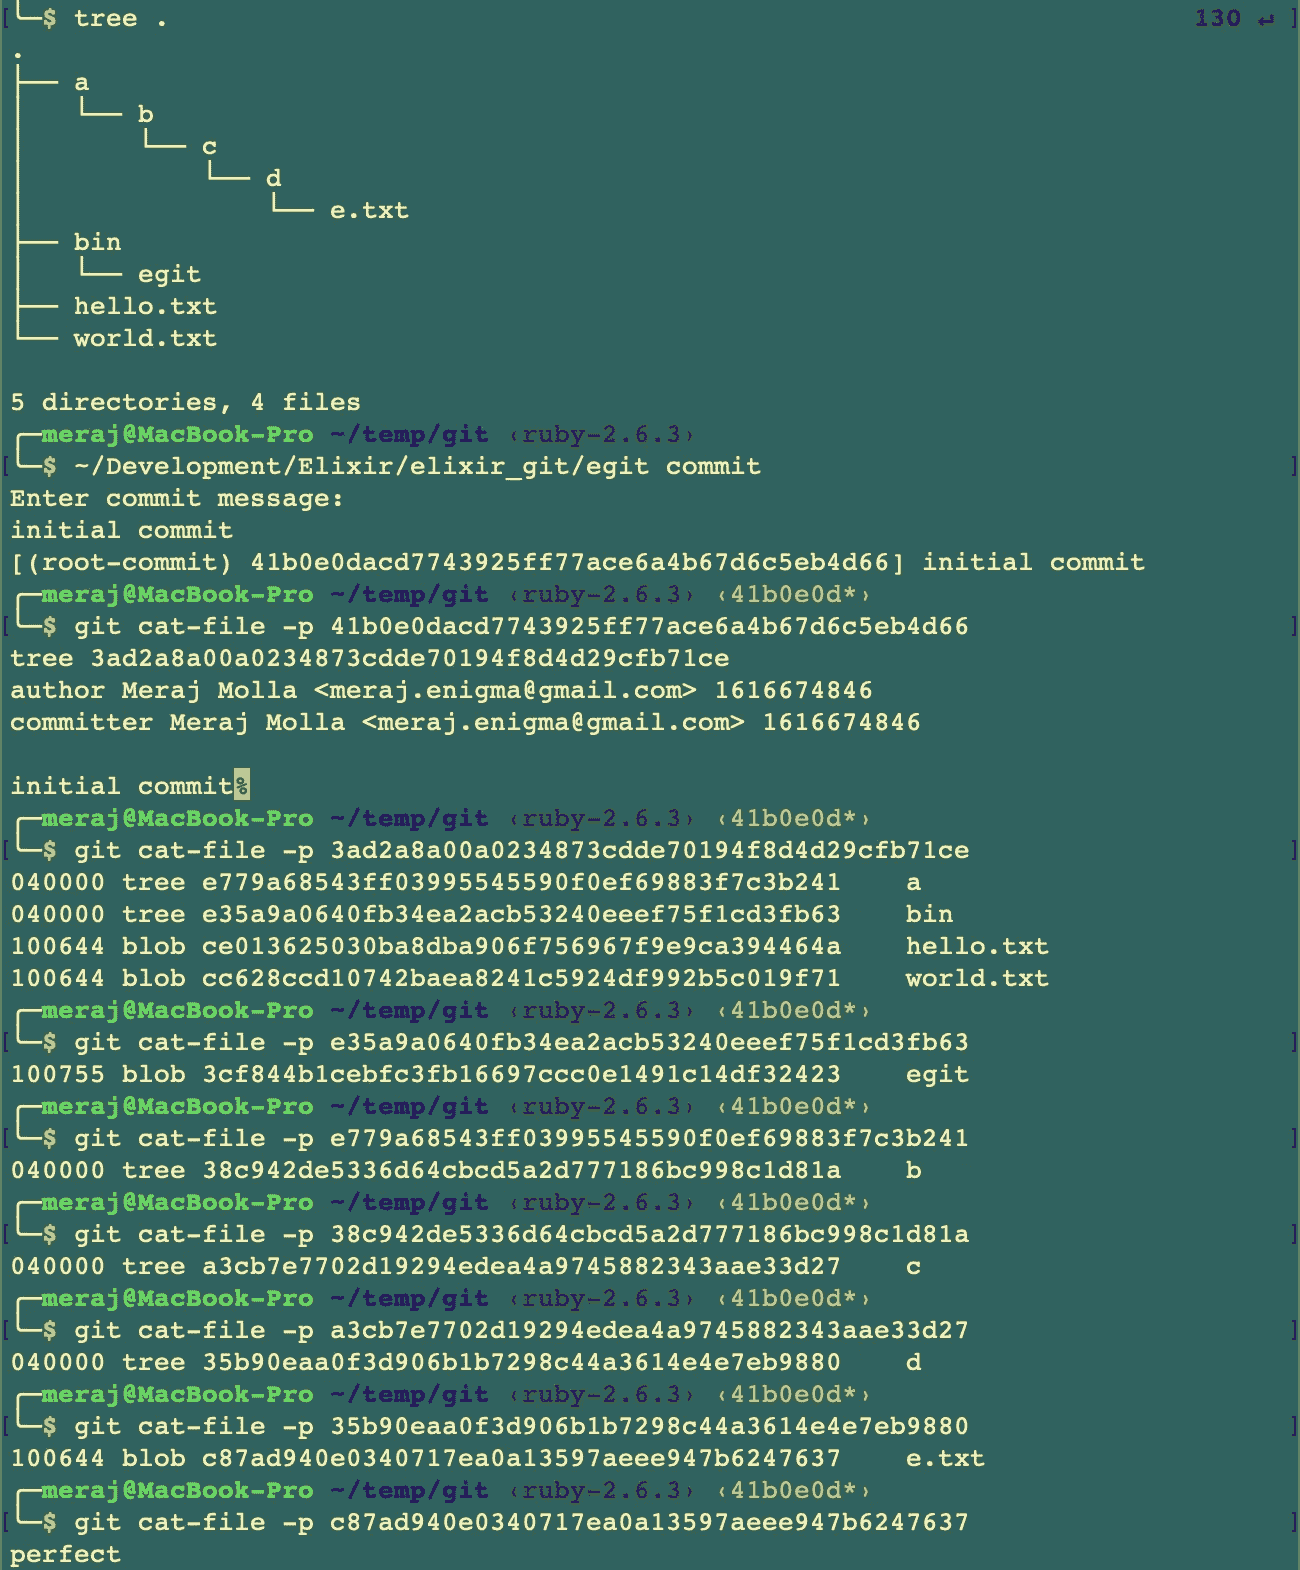 [╰─$ tree .                                                                130 ↵ ]
.
├── a
│   └── b
│       └── c
│           └── d
│               └── e.txt
├── bin
│   └── egit
├── hello.txt
└── world.txt

5 directories, 4 files
╭─meraj@MacBook-Pro ~/temp/git ‹ruby-2.6.3›
[╰─$ ~/Development/Elixir/elixir_git/egit commit ]
Enter commit message:
initial commit
[(root-commit) 41b0e0dacd7743925ff77ace6a4b67d6c5eb4d66] initial commit
╭─meraj@MacBook-Pro ~/temp/git ‹ruby-2.6.3› ‹41b0e0d*›
[╰─$ git cat-file -p 41b0e0dacd7743925ff77ace6a4b67d6c5eb4d66 ]
tree 3ad2a8a00a0234873cdde70194f8d4d29cfb71ce
author Meraj Molla <meraj.enigma@gmail.com> 1616674846
committer Meraj Molla <meraj.enigma@gmail.com> 1616674846

initial commit%
╭─meraj@MacBook-Pro ~/temp/git ‹ruby-2.6.3› ‹41b0e0d*›
[╰─$ git cat-file -p 3ad2a8a00a0234873cdde70194f8d4d29cfb71ce ]
040000 tree e779a68543ff03995545590f0ef69883f7c3b241    a
040000 tree e35a9a0640fb34ea2acb53240eeef75f1cd3fb63    bin
100644 blob ce013625030ba8dba906f756967f9e9ca394464a    hello.txt
100644 blob cc628ccd10742baea8241c5924df992b5c019f71    world.txt
╭─meraj@MacBook-Pro ~/temp/git ‹ruby-2.6.3› ‹41b0e0d*›
[╰─$ git cat-file -p e35a9a0640fb34ea2acb53240eeef75f1cd3fb63 ]
100755 blob 3cf844b1cebfc3fb16697ccc0e1491c14df32423    egit
╭─meraj@MacBook-Pro ~/temp/git ‹ruby-2.6.3› ‹41b0e0d*›
[╰─$ git cat-file -p e779a68543ff03995545590f0ef69883f7c3b241 ]
040000 tree 38c942de5336d64cbcd5a2d777186bc998c1d81a    b
╭─meraj@MacBook-Pro ~/temp/git ‹ruby-2.6.3› ‹41b0e0d*›
[╰─$ git cat-file -p 38c942de5336d64cbcd5a2d777186bc998c1d81a ]
040000 tree a3cb7e7702d19294edea4a9745882343aae33d27    c
╭─meraj@MacBook-Pro ~/temp/git ‹ruby-2.6.3› ‹41b0e0d*›
[╰─$ git cat-file -p a3cb7e7702d19294edea4a9745882343aae33d27 ]
040000 tree 35b90eaa0f3d906b1b7298c44a3614e4e7eb9880    d
╭─meraj@MacBook-Pro ~/temp/git ‹ruby-2.6.3› ‹41b0e0d*›
[╰─$ git cat-file -p 35b90eaa0f3d906b1b7298c44a3614e4e7eb9880 ]
100644 blob c87ad940e0340717ea0a13597aeee947b6247637    e.txt
╭─meraj@MacBook-Pro ~/temp/git ‹ruby-2.6.3› ‹41b0e0d*›
[╰─$ git cat-file -p c87ad940e0340717ea0a13597aeee947b6247637 ]
perfect